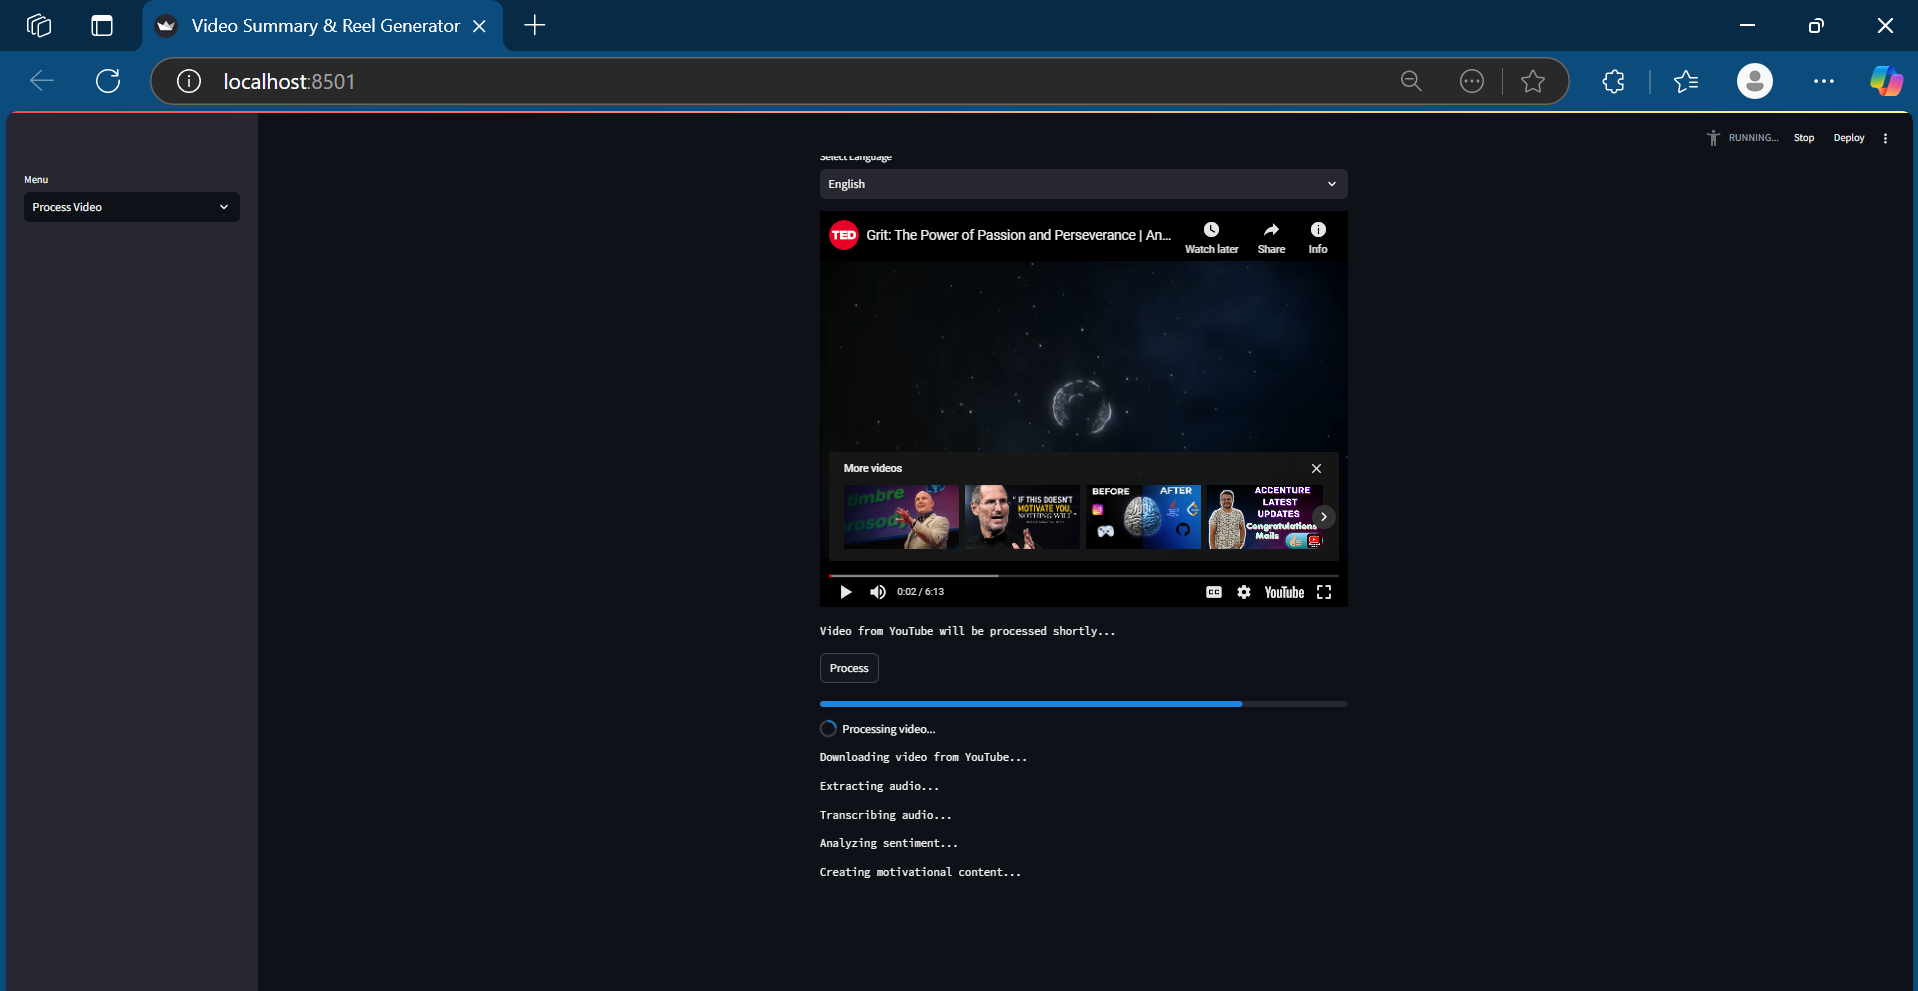 Video Summary & Reel Generator
localhost:8501
RUNNING... Stop Deploy
Menu
Process Video
Select Language
English
TED Grit: The Power of Passion and Perseverance | An...
Watch later Share Info
More videos
timbre
prosody
" IF THIS DOESN'T
MOTIVATE YOU,
NOTHING WILL "
BEFORE AFTER
ACCENTURE
LATEST
UPDATES
Congratulations
Mails
0:02 / 6:13
CC
YouTube
Video from YouTube will be processed shortly...
Process
Processing video...
Downloading video from YouTube...
Extracting audio...
Transcribing audio...
Analyzing sentiment...
Creating motivational content...